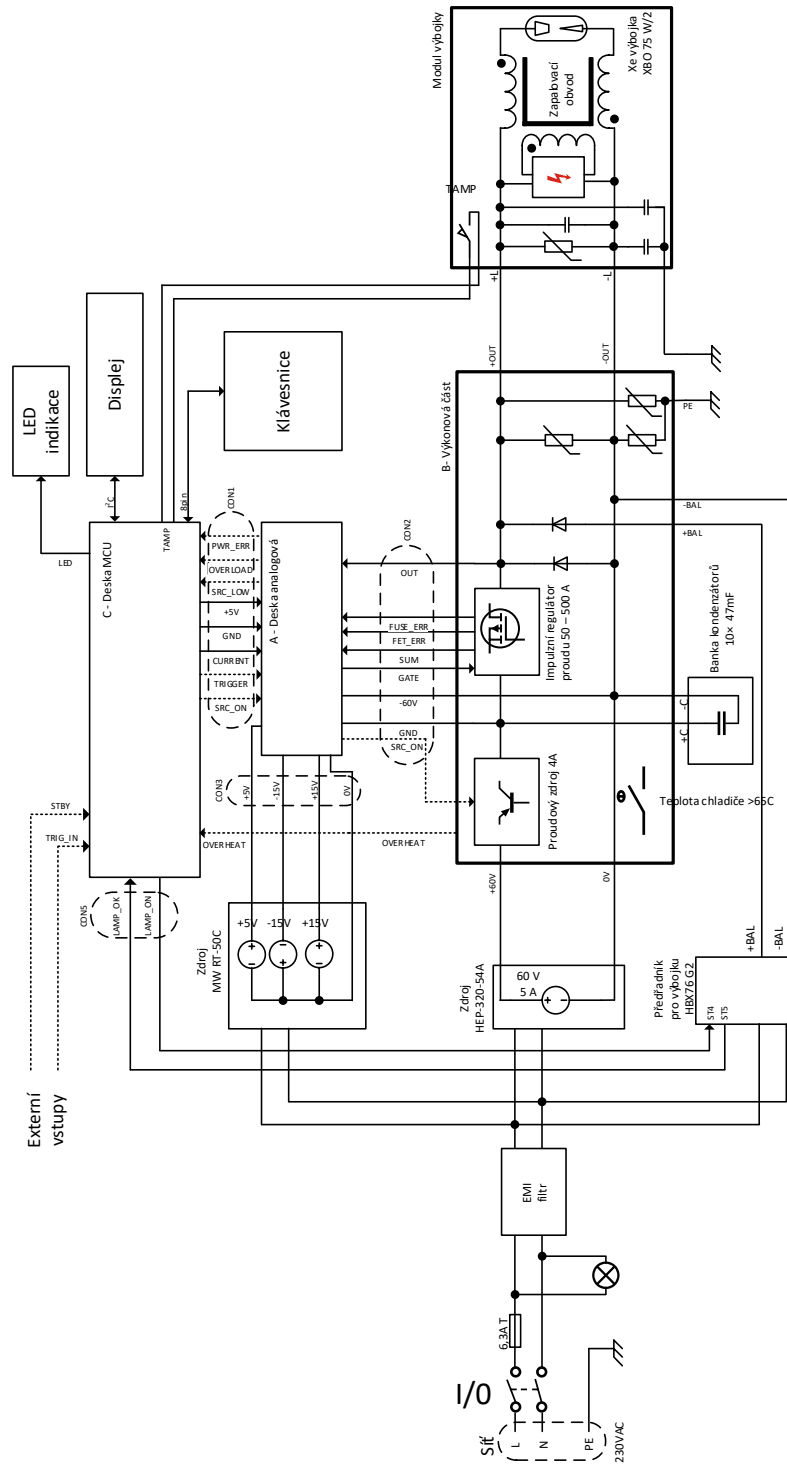 Modul výbojky
Xe výbojka
XBO 75 W/2
Zapalovací
obvod
TAMP
+L
-L
LED
indikace
Displej
Klávesnice
+OUT
-OUT
B- Výkonová část
PE
LED
I²C
TAMP
8pin
C - Deska MCU
CON1
PWR_ERR
OVERLOAD
SRC_LOW
+5V
GND
CURRENT
TRIGGER
SRC_ON
A - Deska analogová
CON2
OUT
FUSE_ERR
FET_ERR
SUM
GATE
-60V
GND
SRC_ON
Impulzní regulátor
proudu 50 – 500 A
Proudový zdroj 4A
-BAL
+BAL
Banka kondenzátorů
10× 47mF
-C
+C
Teplota chladiče >65C
CON3
+5V
-15V
+15V
0V
STBY
TRIG_IN
OVERHEAT
OVERHEAT
CON5
LAMP_OK
LAMP_ON
+60V
0V
Zdroj
MW RT-50C
+5V
-15V
+15V
Zdroj
HEP-320-54A
60 V
5 A
Předřadník
pro výbojku
HBX76 G2
ST4
ST5
+BAL
-BAL
Externí
vstupy
EMI
filtr
6,3A T
I/0
Síť
L
N
PE
230VAC